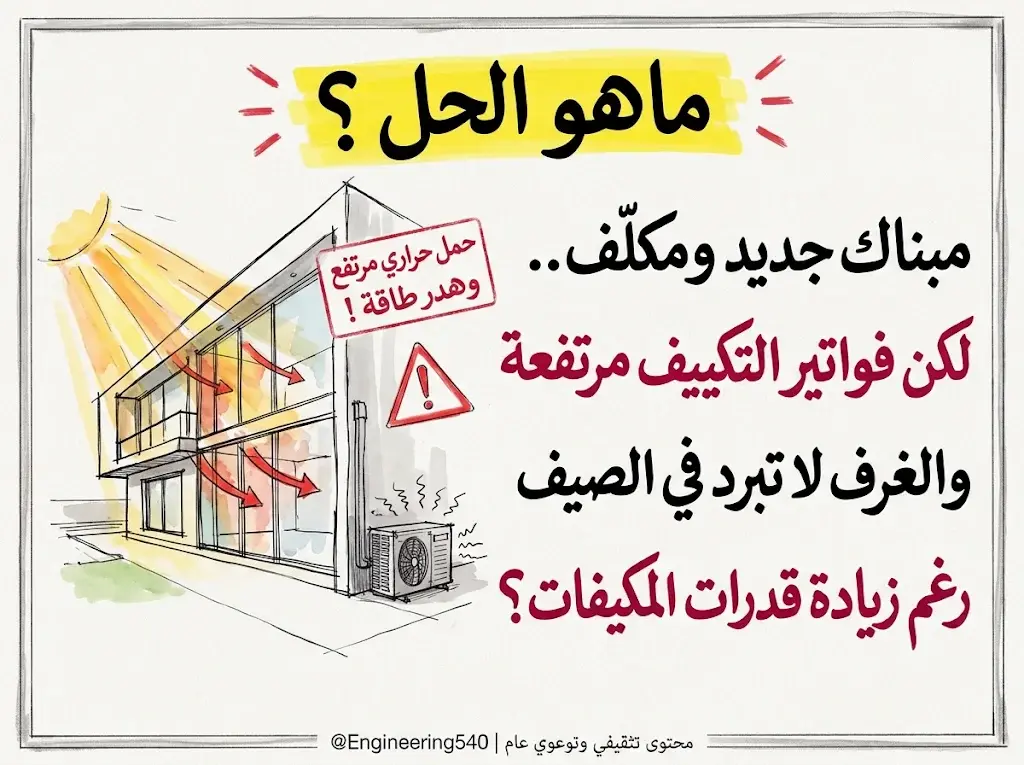 ماهو الحل ؟
مبناك جديد ومكلّف..
لكن فواتير التكييف مرتفعة
والغرف لا تبرد في الصيف
رغم زيادة قدرات المكيفات؟
حمل حراري مرتفع
وهدر طاقة !
محتوى تثقيفي وتوعوي عام | @Engineering540